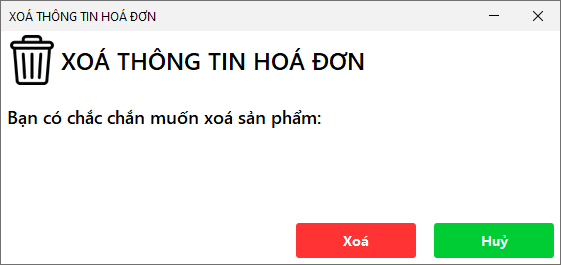 XOÁ THÔNG TIN HOÁ ĐƠN
XOÁ THÔNG TIN HOÁ ĐƠN
Bạn có chắc chắn muốn xoá sản phẩm:
Xoá
Huỷ